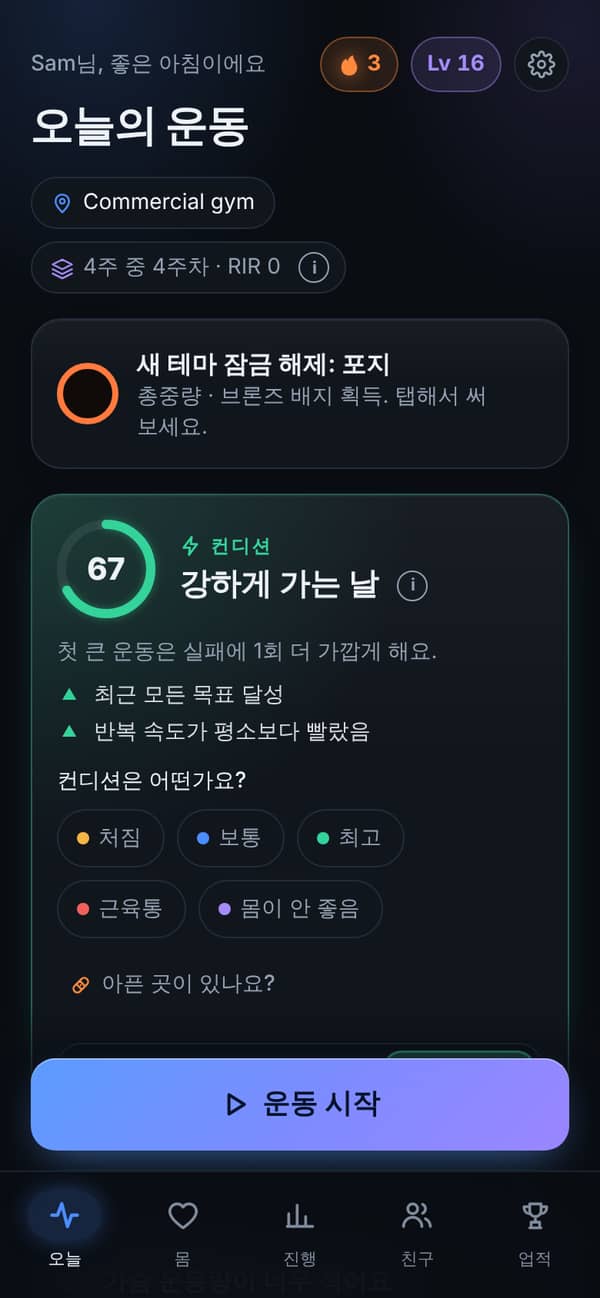 Sam님, 좋은 아침이에요
3
Lv 16
오늘의 운동
Commercial gym
4주 중 4주차 · RIR 0
새 테마 잠금 해제: 포지
총중량 · 브론즈 배지 획득. 탭해서 써
보세요.
67
컨디션
강하게 가는 날
첫 큰 운동은 실패에 1회 더 가깝게 해요.
최근 모든 목표 달성
반복 속도가 평소보다 빨랐음
컨디션은 어떤가요?
처짐
보통
최고
근육통
몸이 안 좋음
아픈 곳이 있나요?
운동 시작
오늘
몸
진행
친구
업적